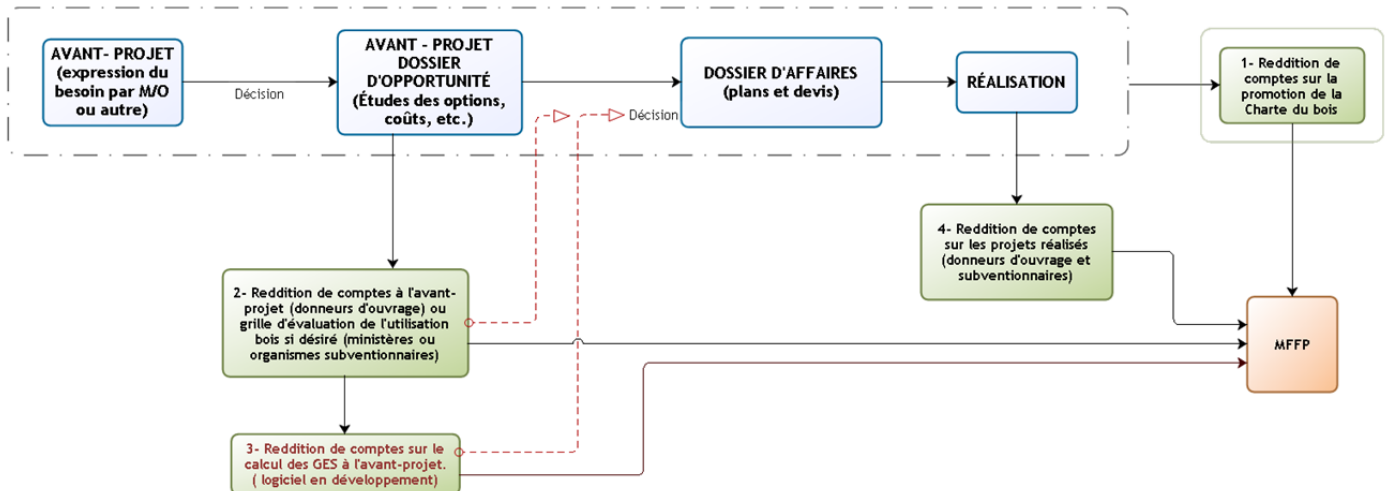 AVANT- PROJET
(expression du
besoin par M/O
ou autre)
Décision
AVANT - PROJET
DOSSIER
D'OPPORTUNITÉ
(Études des options,
coûts, etc.)
Décision
DOSSIER D'AFFAIRES
(plans et devis)
RÉALISATION
1- Reddition de
comptes sur la
promotion de la
Charte du bois
4- Reddition de comptes
sur les projets réalisés
(donneurs d'ouvrage et
subventionnaires)
2- Reddition de comptes à l'avant-
projet (donneurs d'ouvrage) ou
grille d'évaluation de l'utilisation
bois si désiré (ministères ou
organismes subventionnaires)
MFFP
3- Reddition de comptes sur le
calcul des GES à l'avant-projet.
( logiciel en développement)